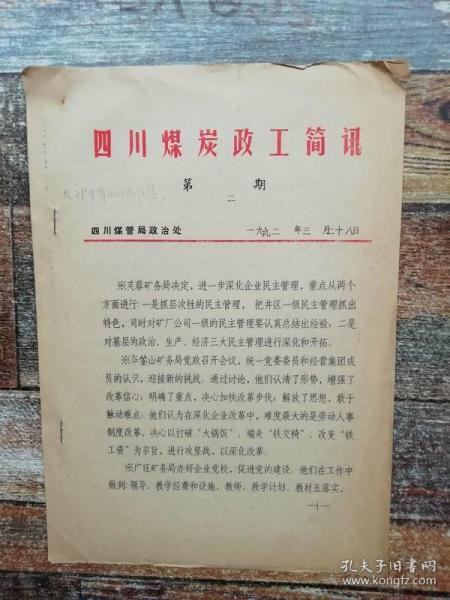 四川煤炭政工简讯
第 期
二
四川煤管局政治处 一九九二 年三 月二十八日
※芙蓉矿务局决定，进一步深化企业民主管理，重点从两个
方面进行:一是抓层次性的民主管理，把井区一级民主管理抓出
特色，司时对矿厂公司一级的民主管理要认真总结出经验；二是
对基层的政治、生产、经济三大民主管理进行深化和开拓。
※华蓥山矿务局党政召开会议，统一党委委员和经营集团成
员的认识，迎接新的挑战。通过讨论，他们认清了形势，增强了
改革信心；明确了重点，决心加快改革步伐；解放了思想，敢于
触动难点。他们认为在深化企业改革中，难度最大的是劳动人事
制度改革，决心以打破“大锅饭”、端走“铁交椅”、改变“铁
工资”为宗旨，进行攻坚战，以深化改革。
※广旺矿务局办好企业党校，促进党的建设。他们在工作中
做到:领导、教学经费和设施、教师、教学计划、教材五落实，
—1—
孔夫子旧书网
www.kongfz.com